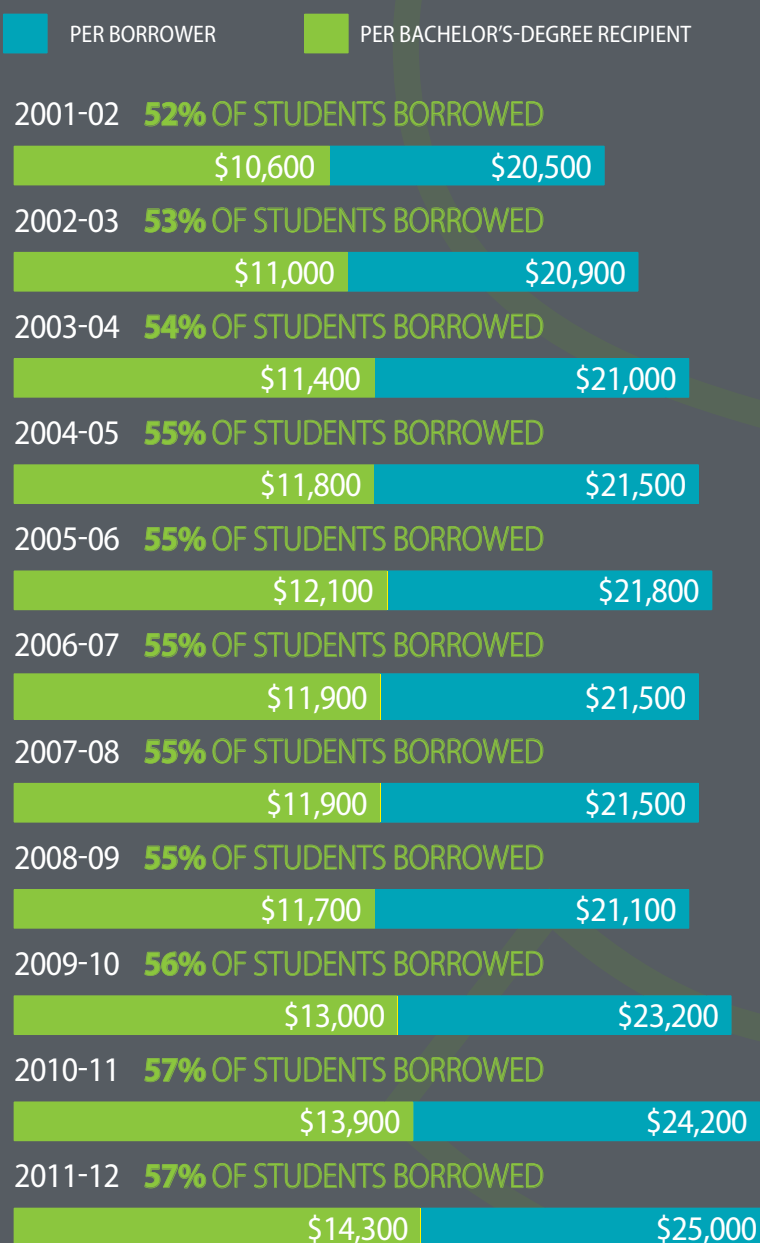 PER BORROWER PER BACHELOR'S-DEGREE RECIPIENT
2001-02 52% OF STUDENTS BORROWED
$10,600 $20,500
2002-03 53% OF STUDENTS BORROWED
$11,000 $20,900
2003-04 54% OF STUDENTS BORROWED
$11,400 $21,000
2004-05 55% OF STUDENTS BORROWED
$11,800 $21,500
2005-06 55% OF STUDENTS BORROWED
$12,100 $21,800
2006-07 55% OF STUDENTS BORROWED
$11,900 $21,500
2007-08 55% OF STUDENTS BORROWED
$11,900 $21,500
2008-09 55% OF STUDENTS BORROWED
$11,700 $21,100
2009-10 56% OF STUDENTS BORROWED
$13,000 $23,200
2010-11 57% OF STUDENTS BORROWED
$13,900 $24,200
2011-12 57% OF STUDENTS BORROWED
$14,300 $25,000